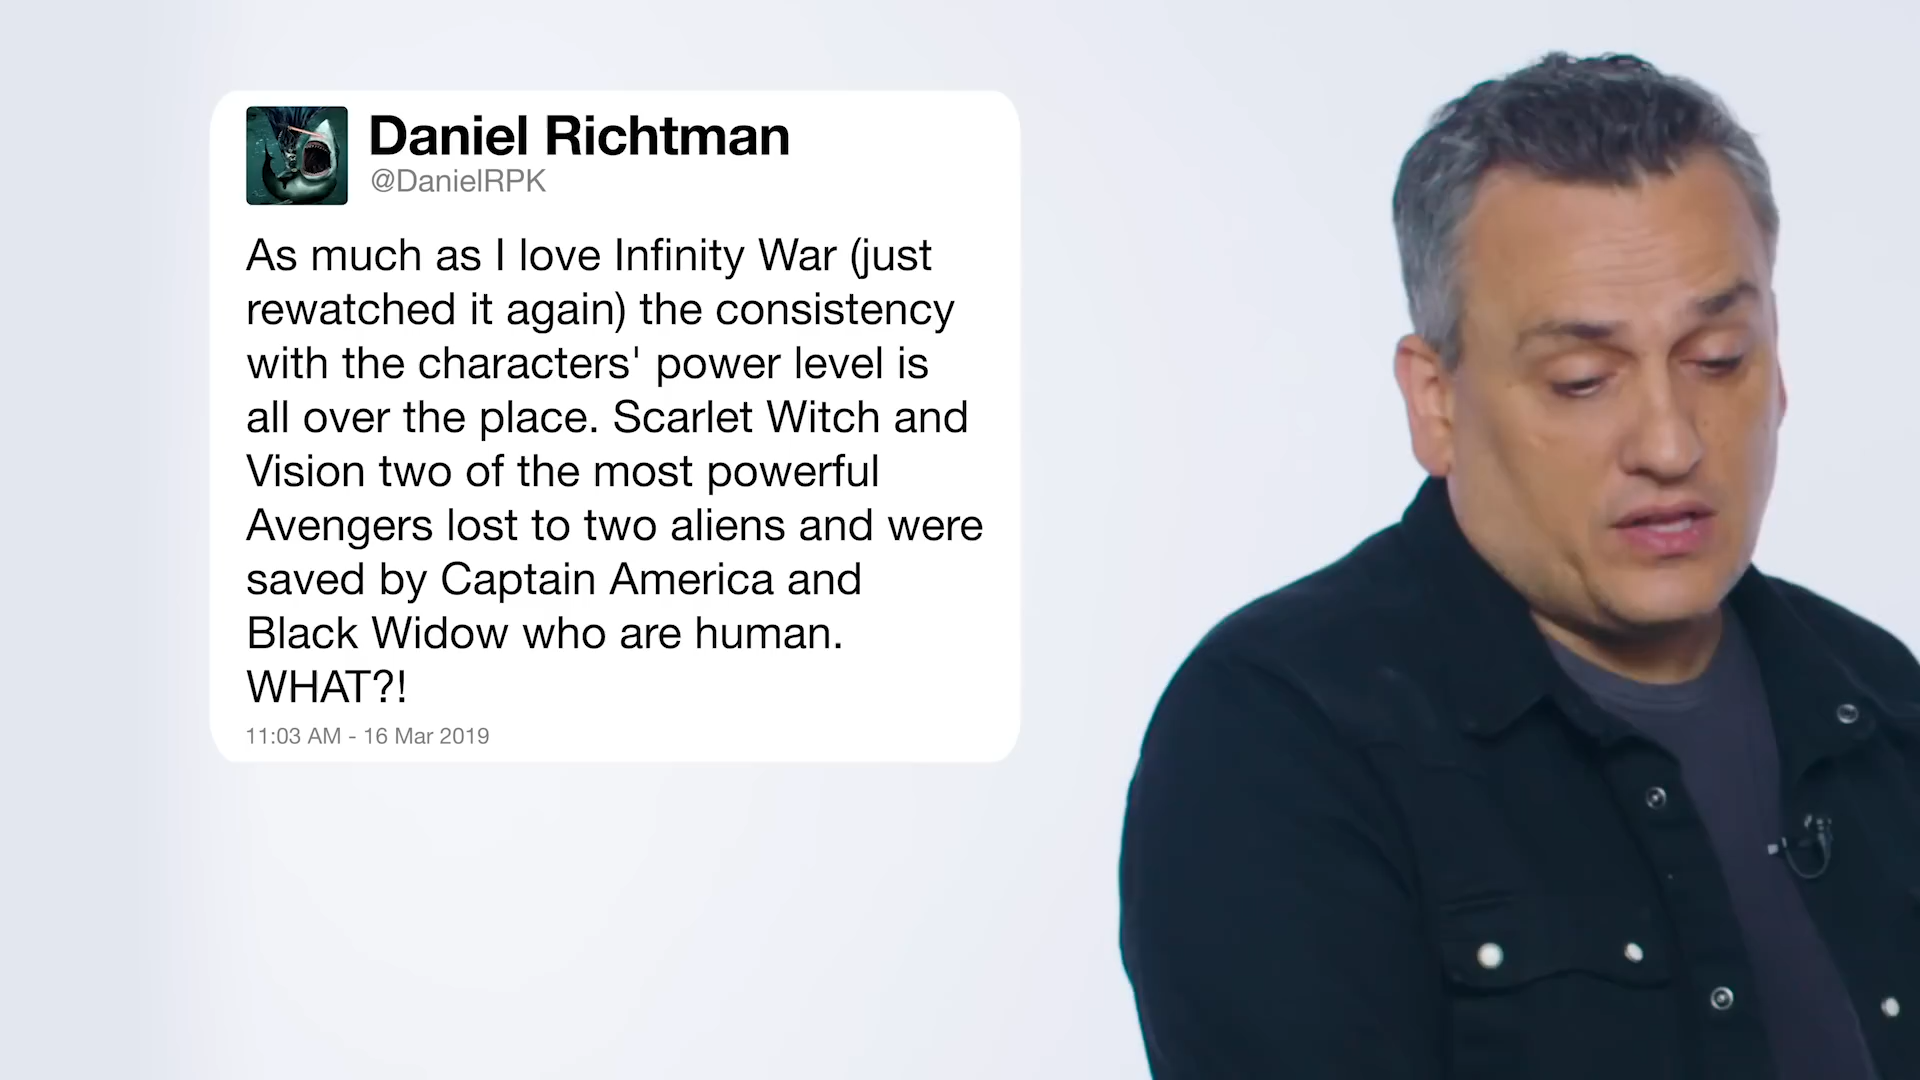 Daniel Richtman
@DanielRPK
As much as I love Infinity War (just
rewatched it again) the consistency
with the characters' power level is
all over the place. Scarlet Witch and
Vision two of the most powerful
Avengers lost to two aliens and were
saved by Captain America and
Black Widow who are human.
WHAT?!
11:03 AM - 16 Mar 2019